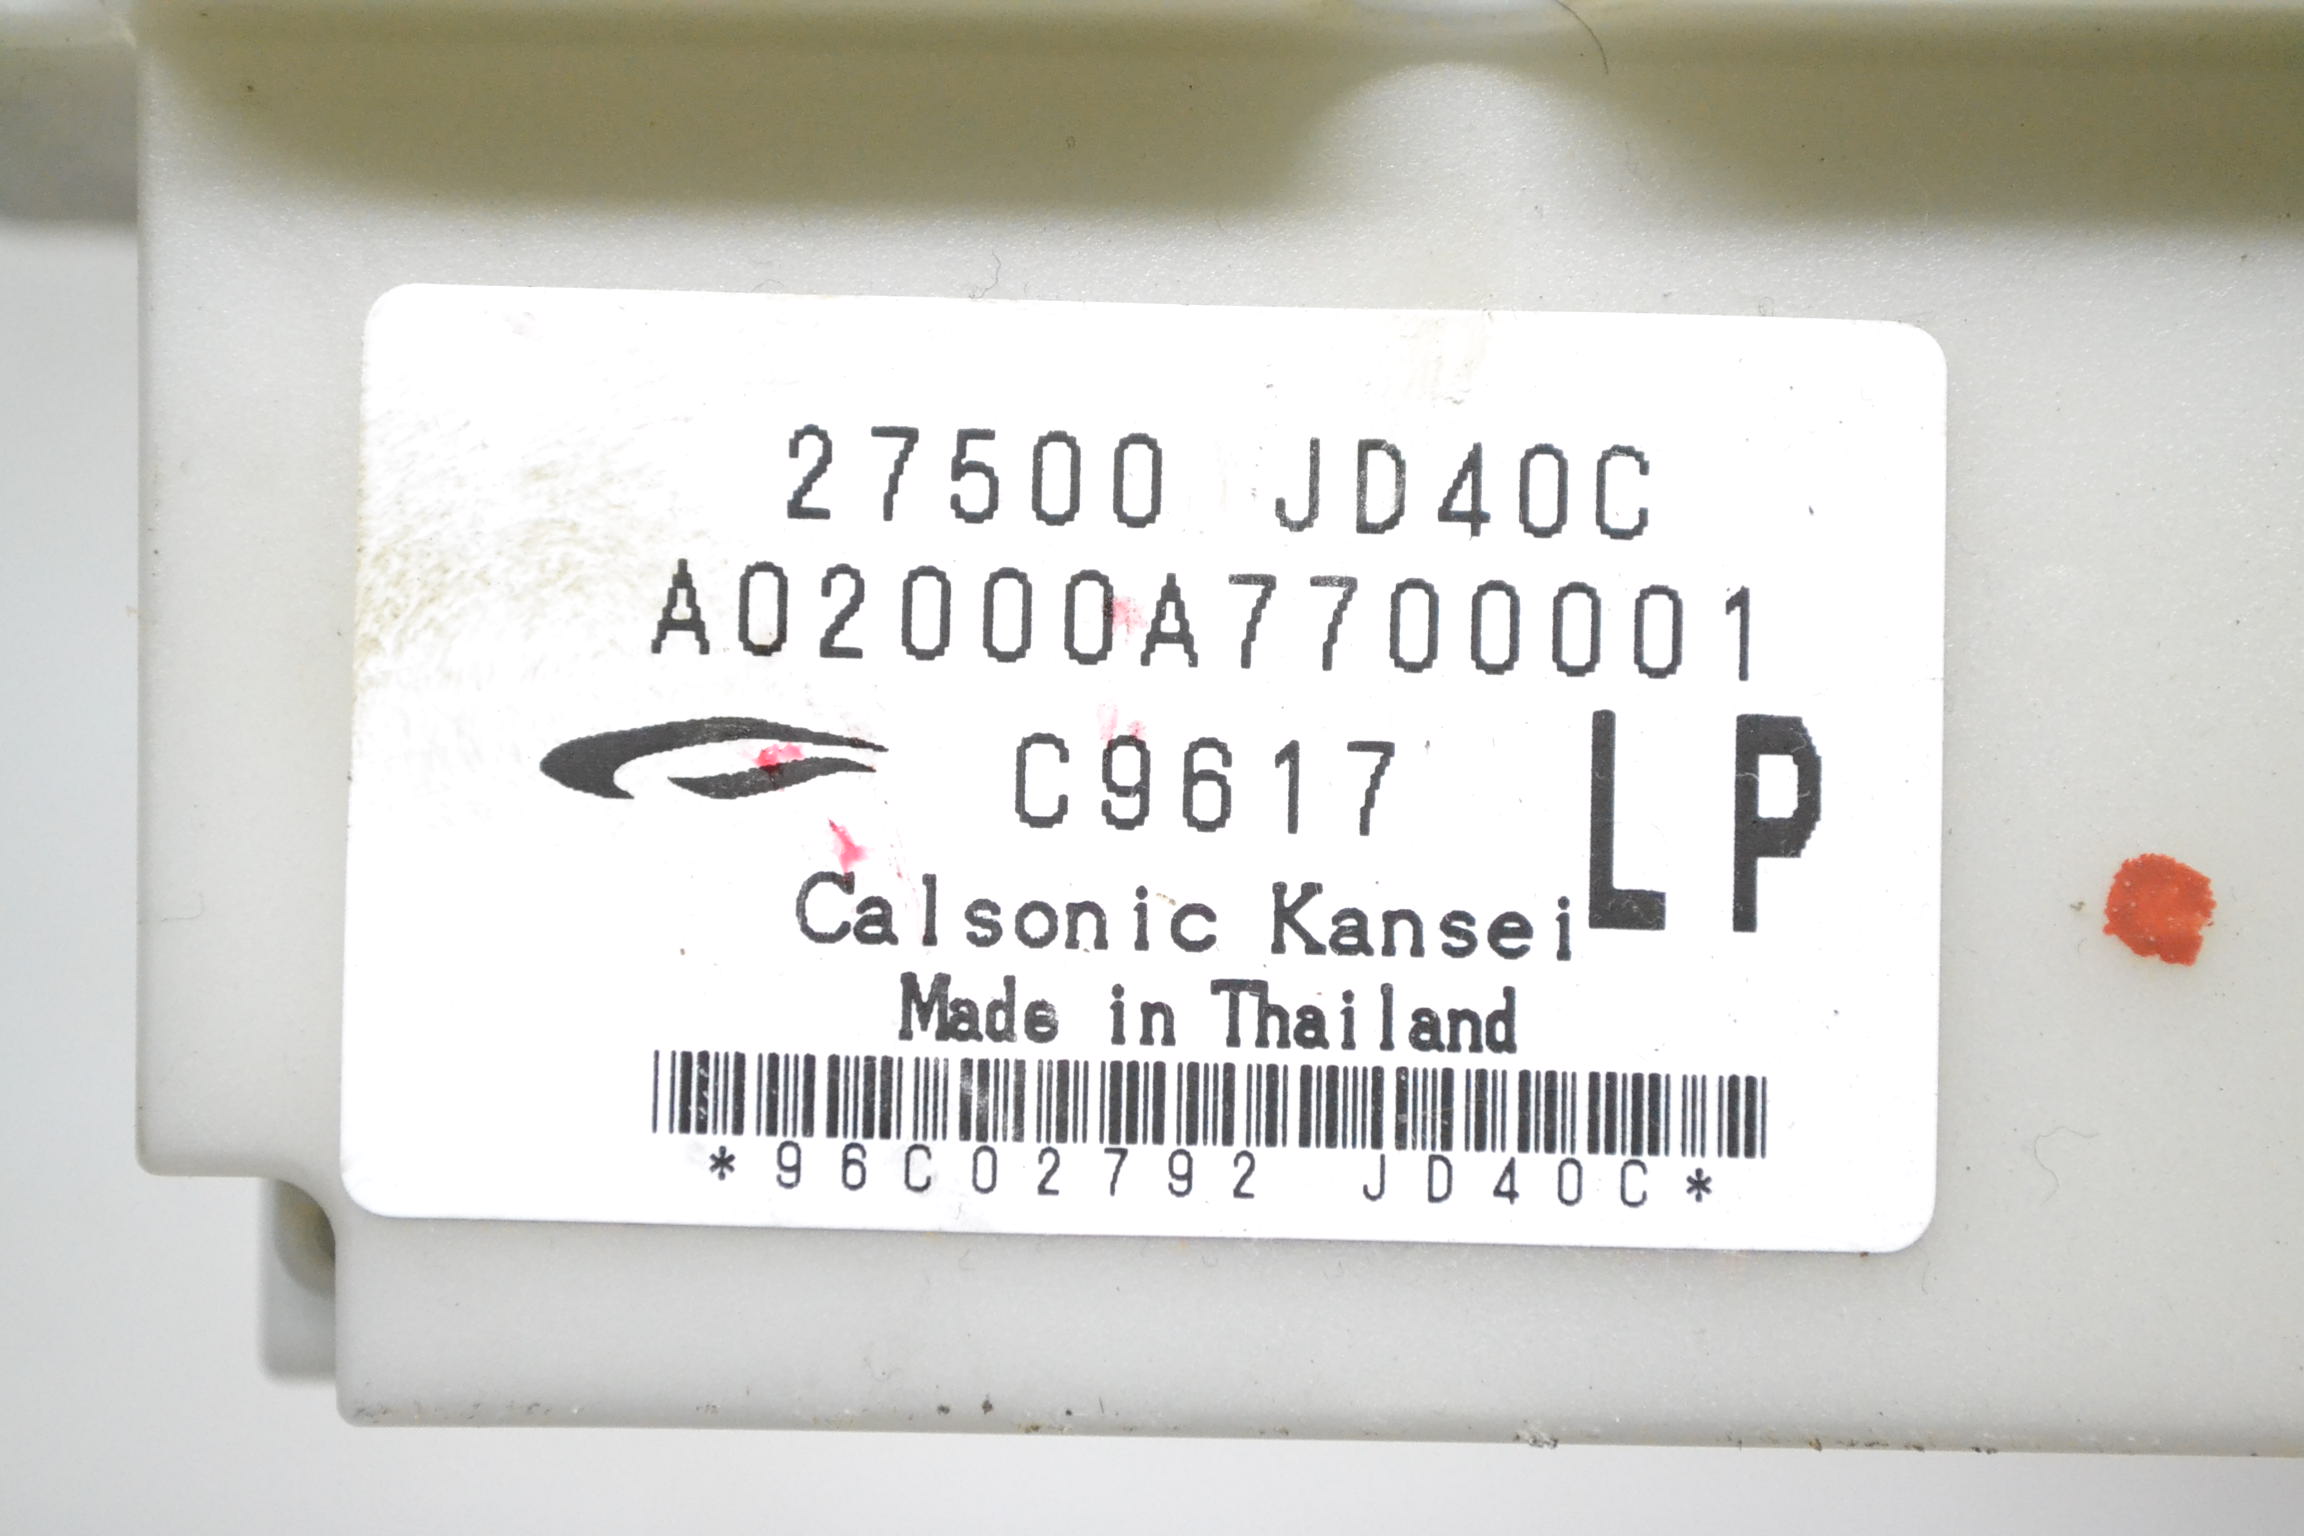 27500 JD40C
A02000A7700001
C9617
LP
Calsonic Kansei
Made in Thailand
*96C02792 JD40C*